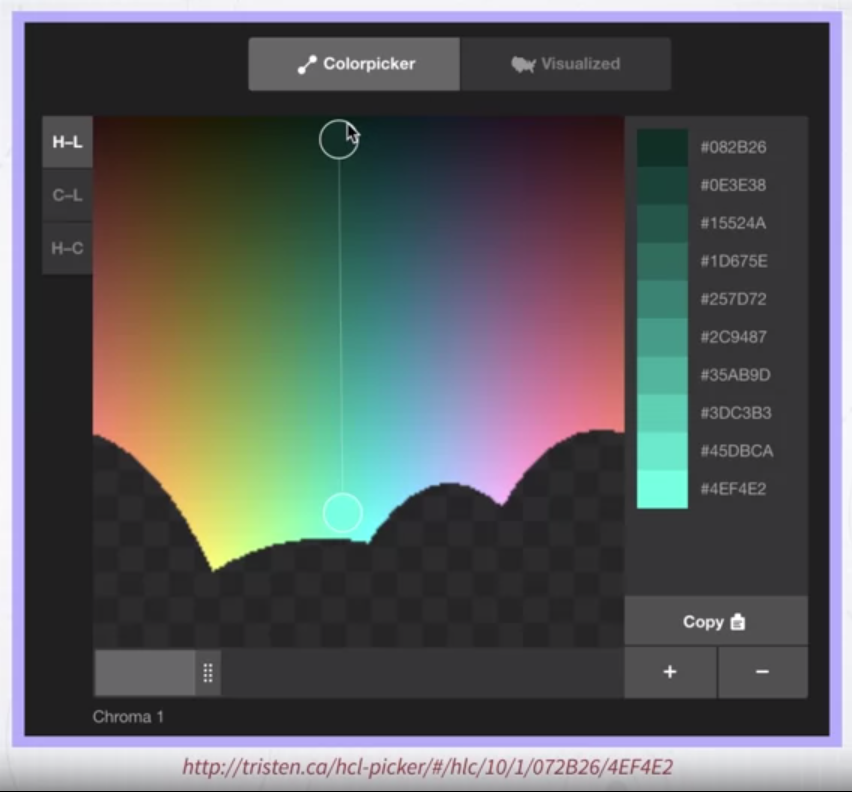 Colorpicker
Visualized
H–L
C–L
H–C
#082B26
#0E3E38
#15524A
#1D675E
#257D72
#2C9487
#35AB9D
#3DC3B3
#45DBCA
#4EF4E2
Copy
+
−
Chroma 1
http://tristen.ca/hcl-picker/#/hlc/10/1/072B26/4EF4E2